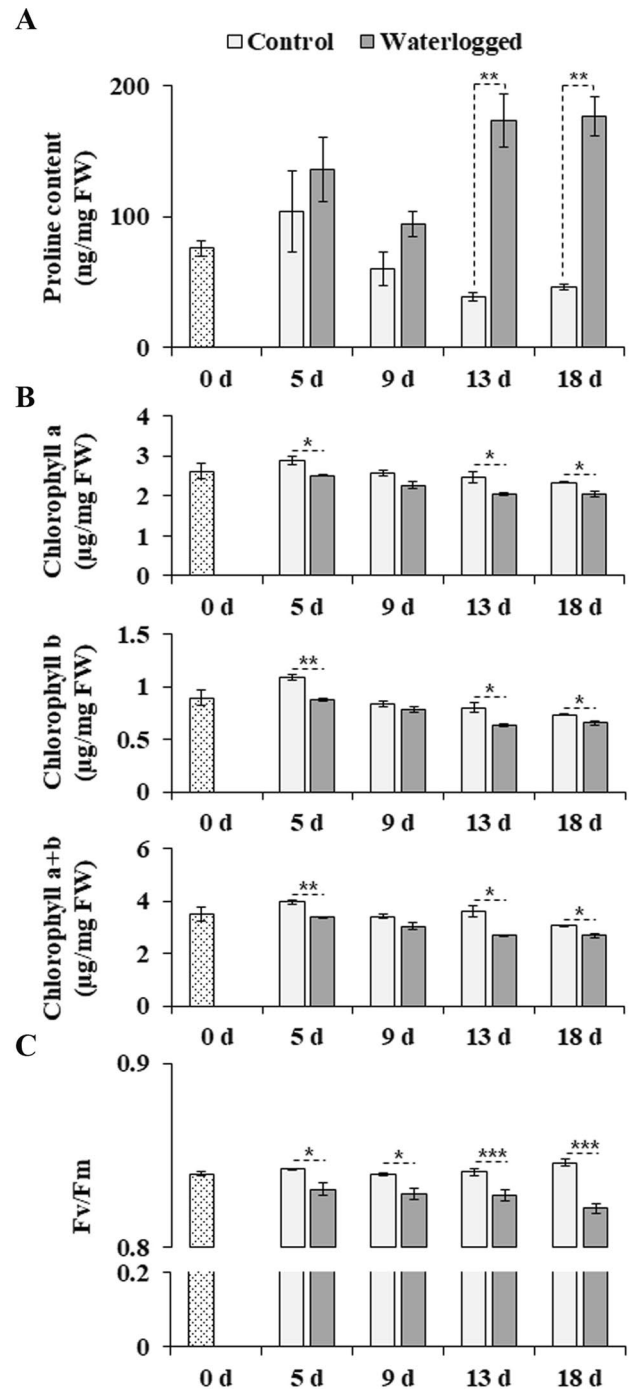 A
Control Waterlogged
Proline content
(ng/mg FW)
200
100
0
** **
0 d 5 d 9 d 13 d 18 d
B
Chlorophyll a
(µg/mg FW)
4
3
2
1
0
* * *
0 d 5 d 9 d 13 d 18 d
Chlorophyll b
(µg/mg FW)
1.5
1
0.5
0
** * *
0 d 5 d 9 d 13 d 18 d
Chlorophyll a+b
(µg/mg FW)
6
4
2
0
** * *
0 d 5 d 9 d 13 d 18 d
C
Fv/Fm
0.9
0.8
0.2
0
* * *** ***
0 d 5 d 9 d 13 d 18 d